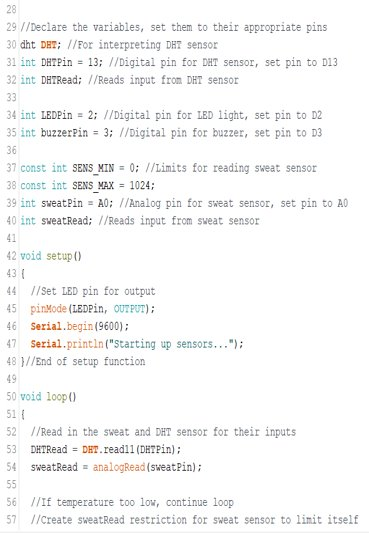 28
29 //Declare the variables, set them to their appropriate pins
30 dht DHT; //For interpreting DHT sensor
31 int DHTPin = 13; //Digital pin for DHT sensor, set pin to D13
32 int DHTRead; //Reads input from DHT sensor
33
34 int LEDPin = 2; //Digital pin for LED light, set pin to D2
35 int buzzerPin = 3; //Digital pin for buzzer, set pin to D3
36
37 const int SENS_MIN = 0; //Limits for reading sweat sensor
38 const int SENS_MAX = 1024;
39 int sweatPin = A0; //Analog pin for sweat sensor, set pin to A0
40 int sweatRead; //Reads input from sweat sensor
41
42 void setup()
43 {
44   //Set LED pin for output
45   pinMode(LEDPin, OUTPUT);
46   Serial.begin(9600);
47   Serial.println("Starting up sensors...");
48 }//End of setup function
49
50 void loop()
51 {
52   //Read in the sweat and DHT sensor for their inputs
53   DHTRead = DHT.read11(DHTPin);
54   sweatRead = analogRead(sweatPin);
55
56   //If temperature too low, continue loop
57   //Create sweatRead restriction for sweat sensor to limit itself